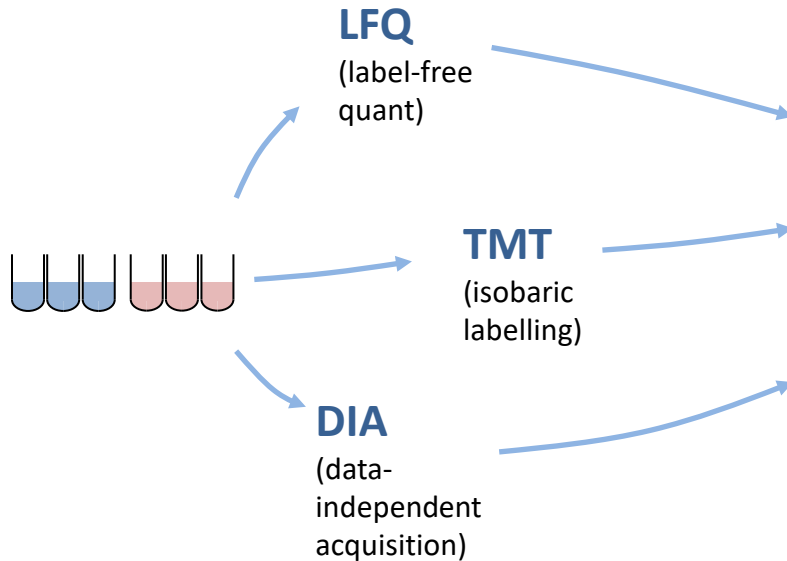 LFQ
(label-free
quant)
TMT
(isobaric
labelling)
DIA
(data-
independent
acquisition)